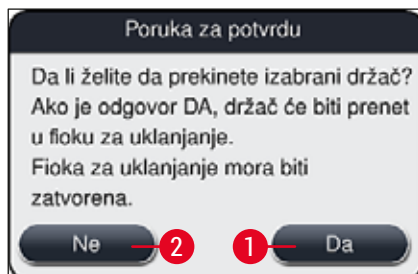 Poruka za potvrdu
Da li želite da prekinete izabrani držač?
Ako je odgovor DA, držač će biti prenet
u fioku za uklanjanje.
Fioka za uklanjanje mora biti
zatvorena.
Ne 2 1 Da